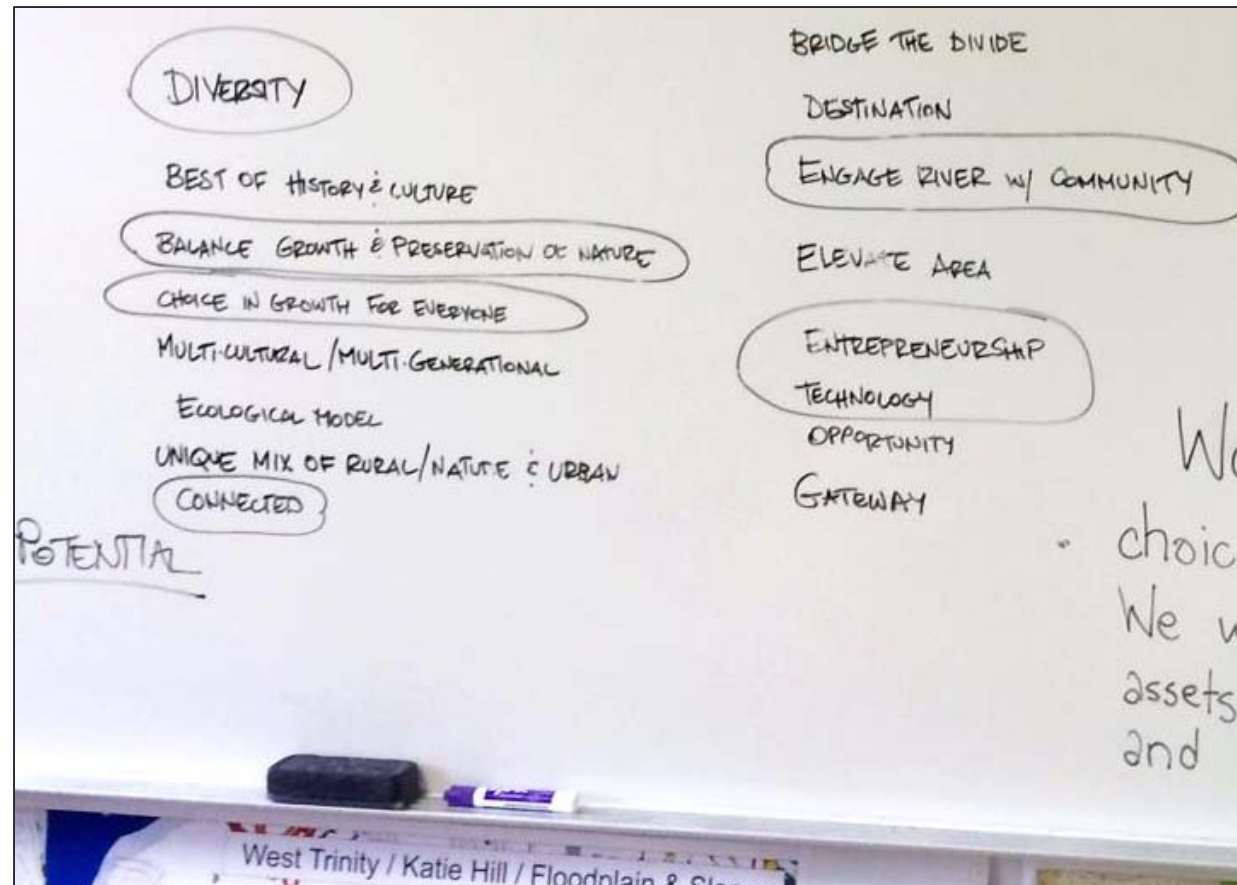 DIVERSITY
BEST OF HISTORY & CULTURE
BALANCE GROWTH & PRESERVATION OF NATURE
CHOICE IN GROWTH FOR EVERYONE
MULTI-CULTURAL / MULTI-GENERATIONAL
ECOLOGICAL MODEL
UNIQUE MIX OF RURAL/NATURE & URBAN
CONNECTED
POTENTIAL
BRIDGE THE DIVIDE
DESTINATION
ENGAGE RIVER W/ COMMUNITY
ELEVATE AREA
ENTREPRENEURSHIP
TECHNOLOGY
OPPORTUNITY
GATEWAY
We
assets
and
West Trinity / Katie Hill / Floodplain &